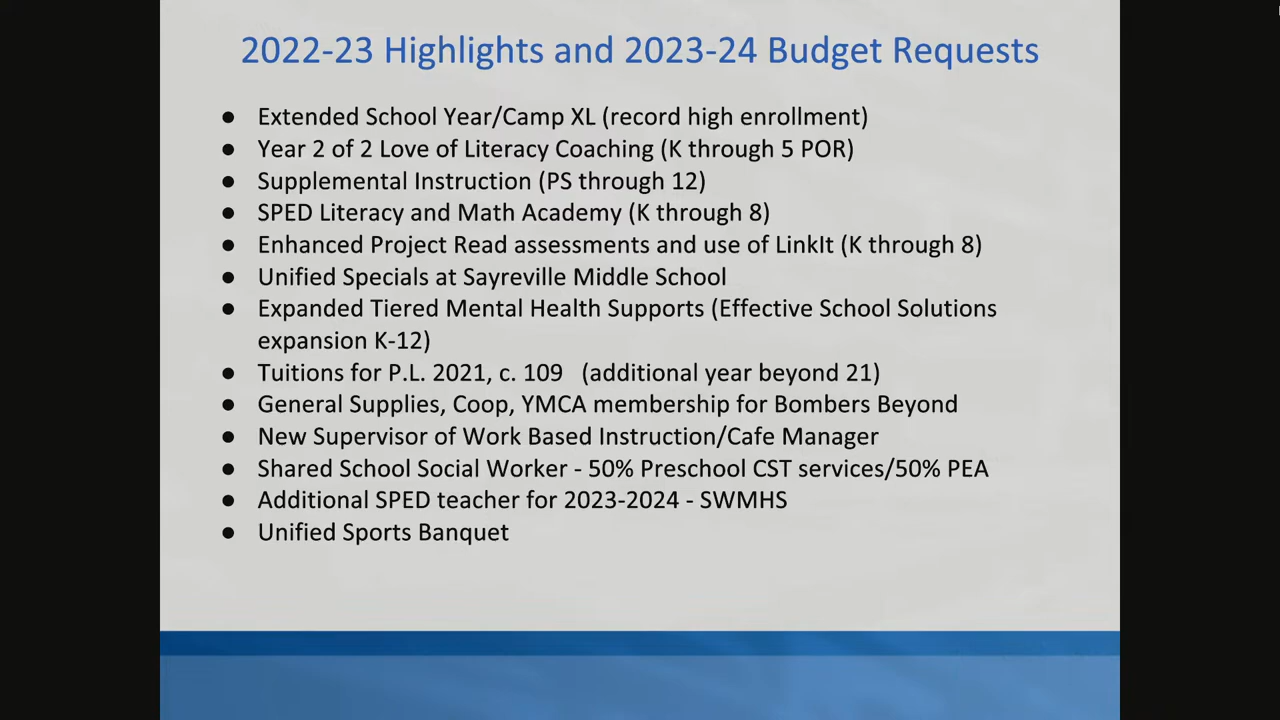 2022-23 Highlights and 2023-24 Budget Requests
● Extended School Year/Camp XL (record high enrollment)
● Year 2 of 2 Love of Literacy Coaching (K through 5 POR)
● Supplemental Instruction (PS through 12)
● SPED Literacy and Math Academy (K through 8)
● Enhanced Project Read assessments and use of LinkIt (K through 8)
● Unified Specials at Sayreville Middle School
● Expanded Tiered Mental Health Supports (Effective School Solutions
expansion K-12)
● Tuitions for P.L. 2021, c. 109 (additional year beyond 21)
● General Supplies, Coop, YMCA membership for Bombers Beyond
● New Supervisor of Work Based Instruction/Cafe Manager
● Shared School Social Worker - 50% Preschool CST services/50% PEA
● Additional SPED teacher for 2023-2024 - SWMHS
● Unified Sports Banquet